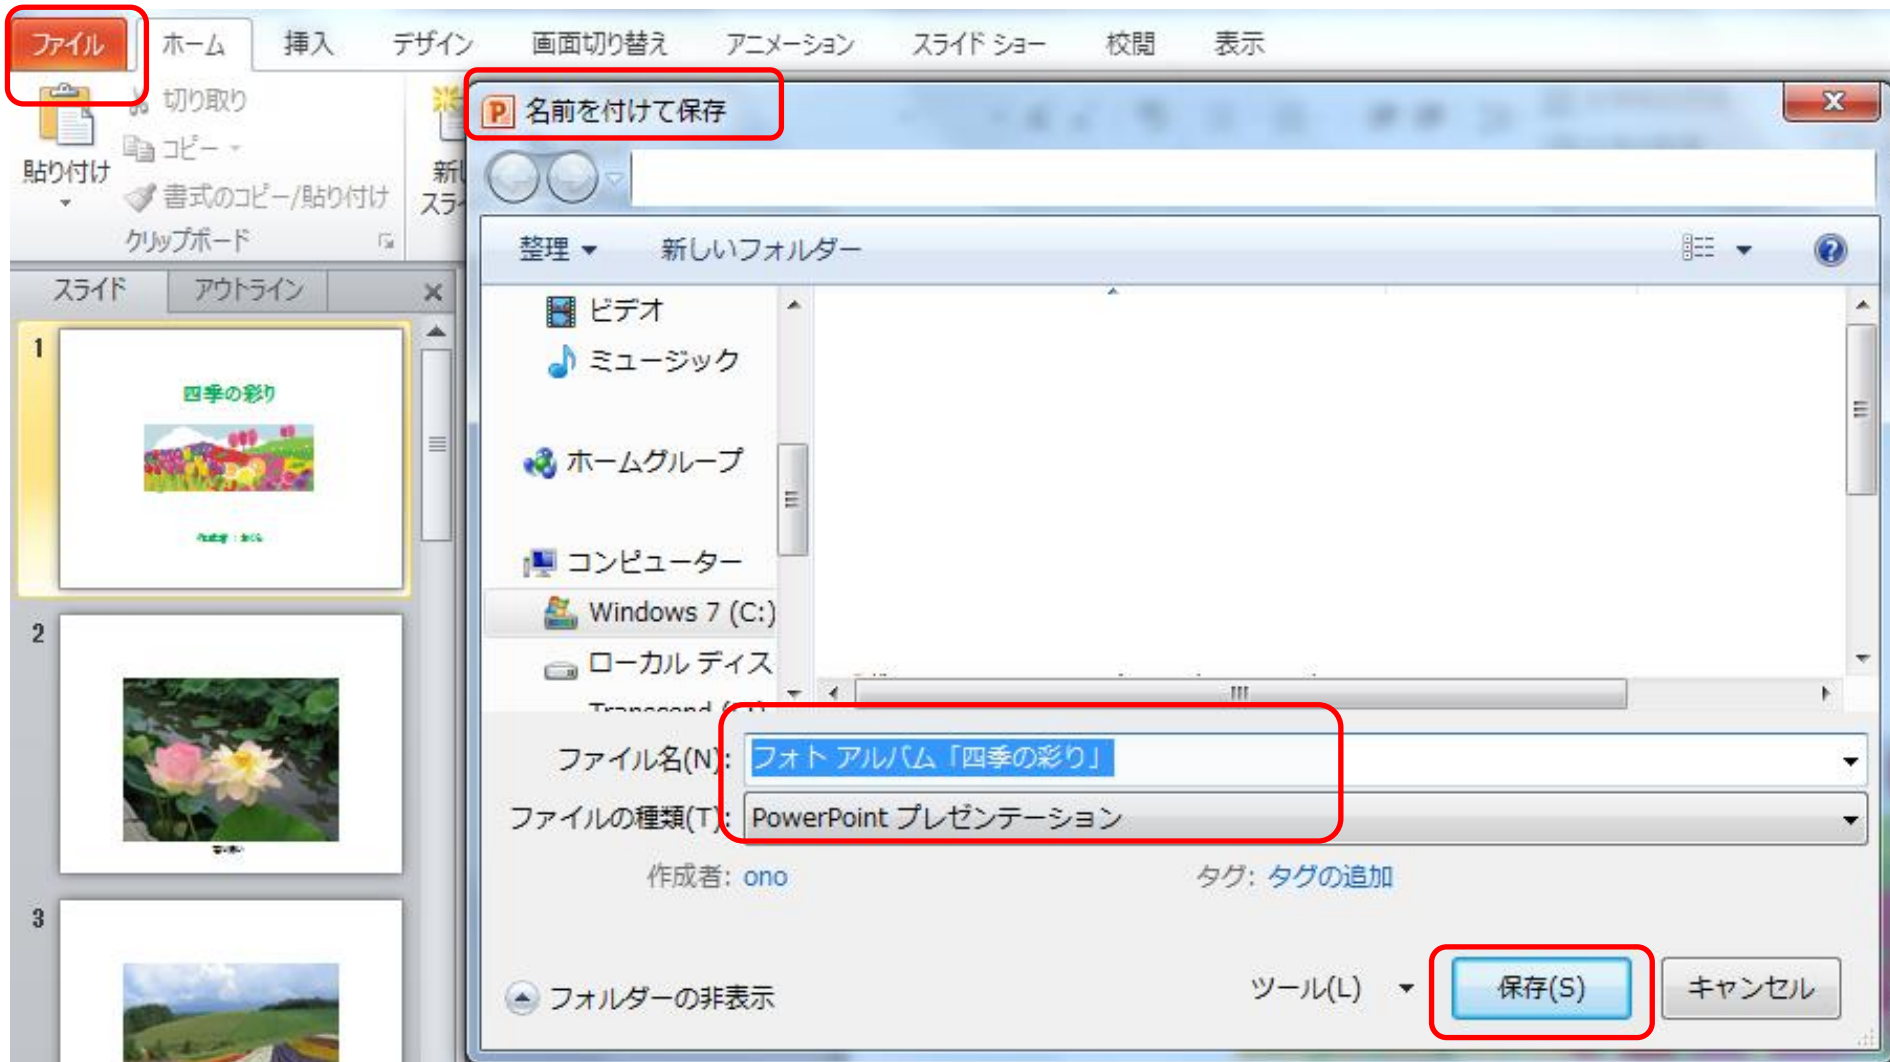 ファイル ホーム 挿入 デザイン 画面切り替え アニメーション スライド ショー 校閲 表示
貼り付け
切り取り
コピー
書式のコピー/貼り付け
クリップボード
スライド アウトライン
1
四季の彩り
2
3
名前を付けて保存
整理 新しいフォルダー
ビデオ
ミュージック
ホームグループ
コンピューター
Windows 7 (C:)
ローカル ディス
ファイル名(N): フォト アルバム「四季の彩り」
ファイルの種類(T): PowerPoint プレゼンテーション
作成者: ono タグ: タグの追加
フォルダーの非表示 ツール(L) 保存(S) キャンセル